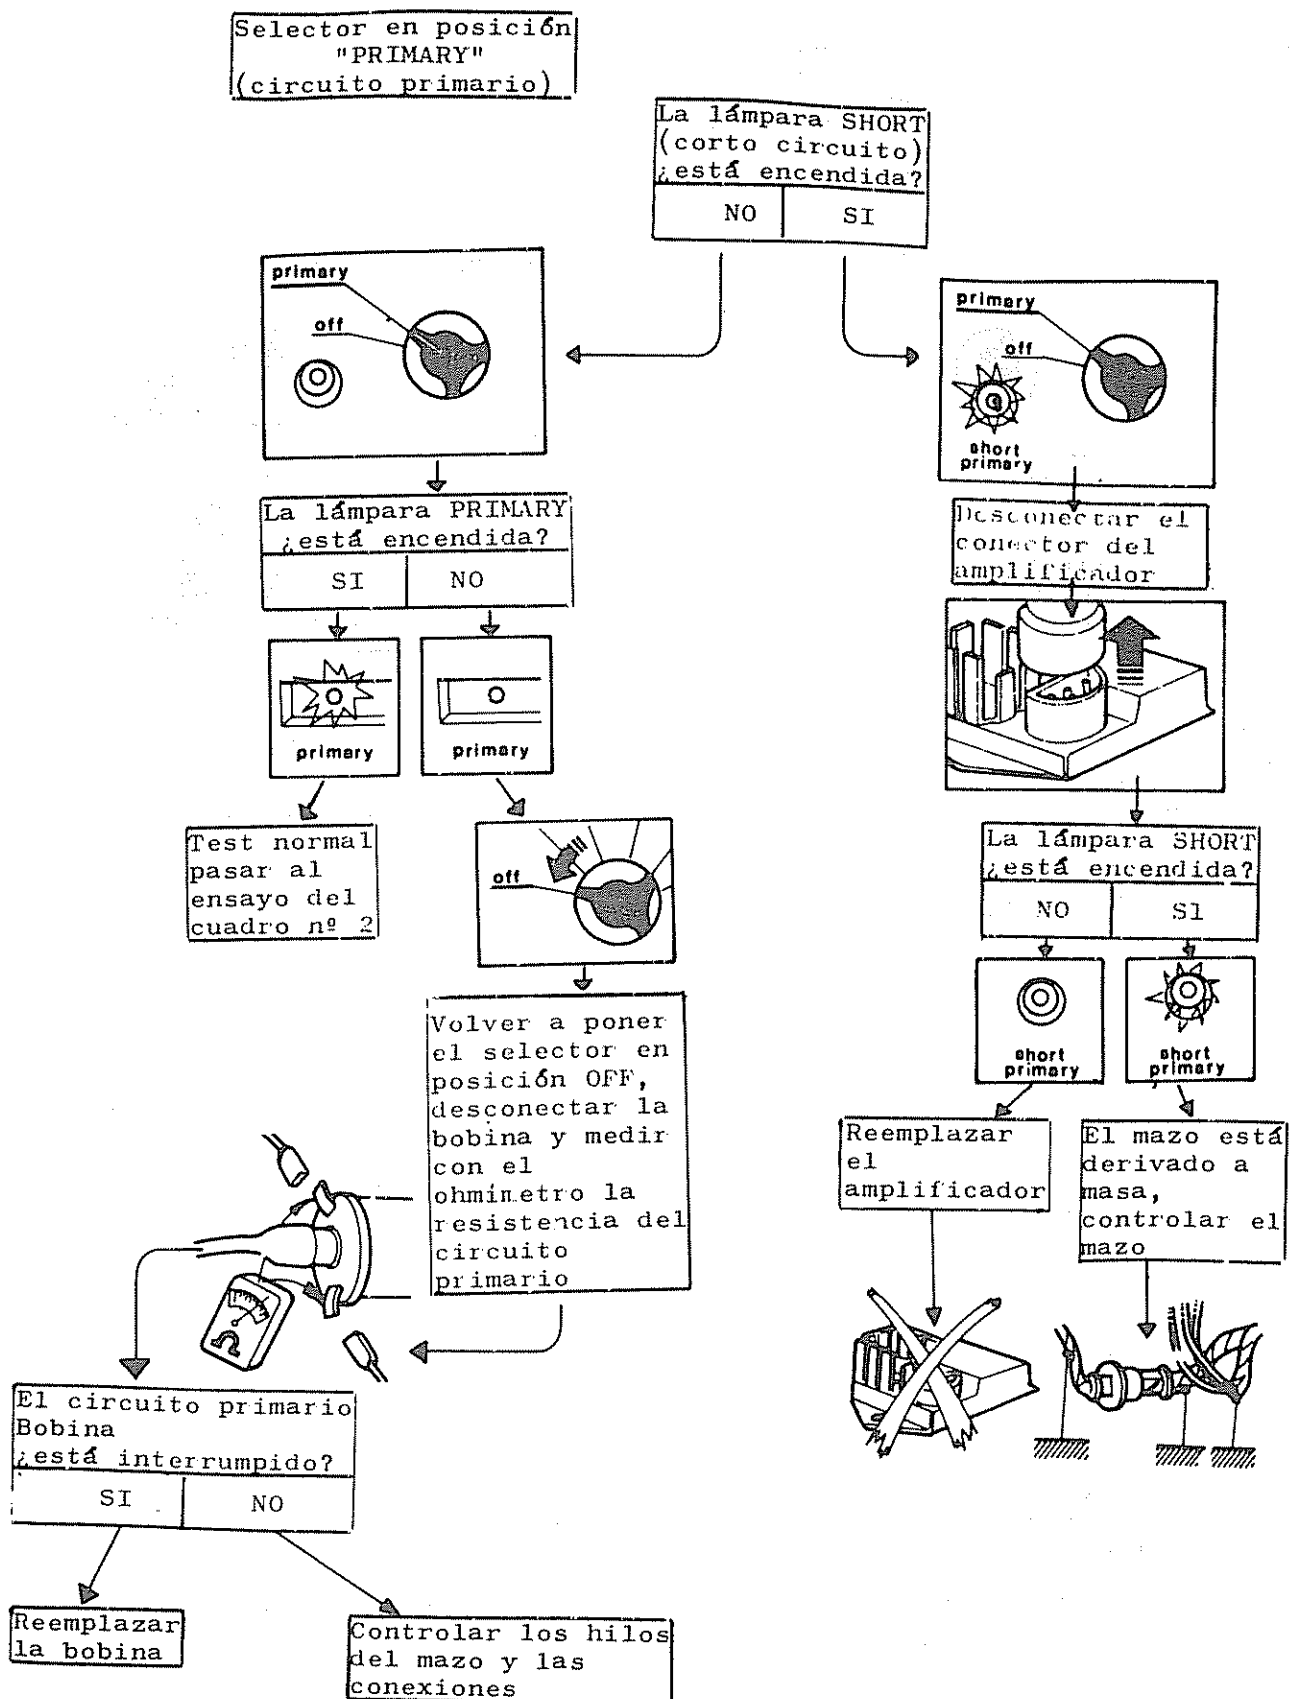 Selector en posición
"PRIMARY"
(circuito primario)
La lámpara SHORT
(corto circuito)
¿está encendida?
NO SI
primary
off
primary
off
short
primary
La lámpara PRIMARY
¿está encendida?
SI NO
Desconectar el
conector del
amplificador
primary
primary
Test normal
pasar al
ensayo del
cuadro nº 2
off
La lámpara SHORT
¿está encendida?
NO SI
short
primary
short
primary
Volver a poner
el selector en
posición OFF,
desconectar la
bobina y medir
con el
ohmímetro la
resistencia del
circuito
primario
Reemplazar
el
amplificador
El mazo está
derivado a
masa,
controlar el
mazo
Ω
El circuito primario
Bobina
¿está interrumpido?
SI NO
Reemplazar
la bobina
Controlar los hilos
del mazo y las
conexiones